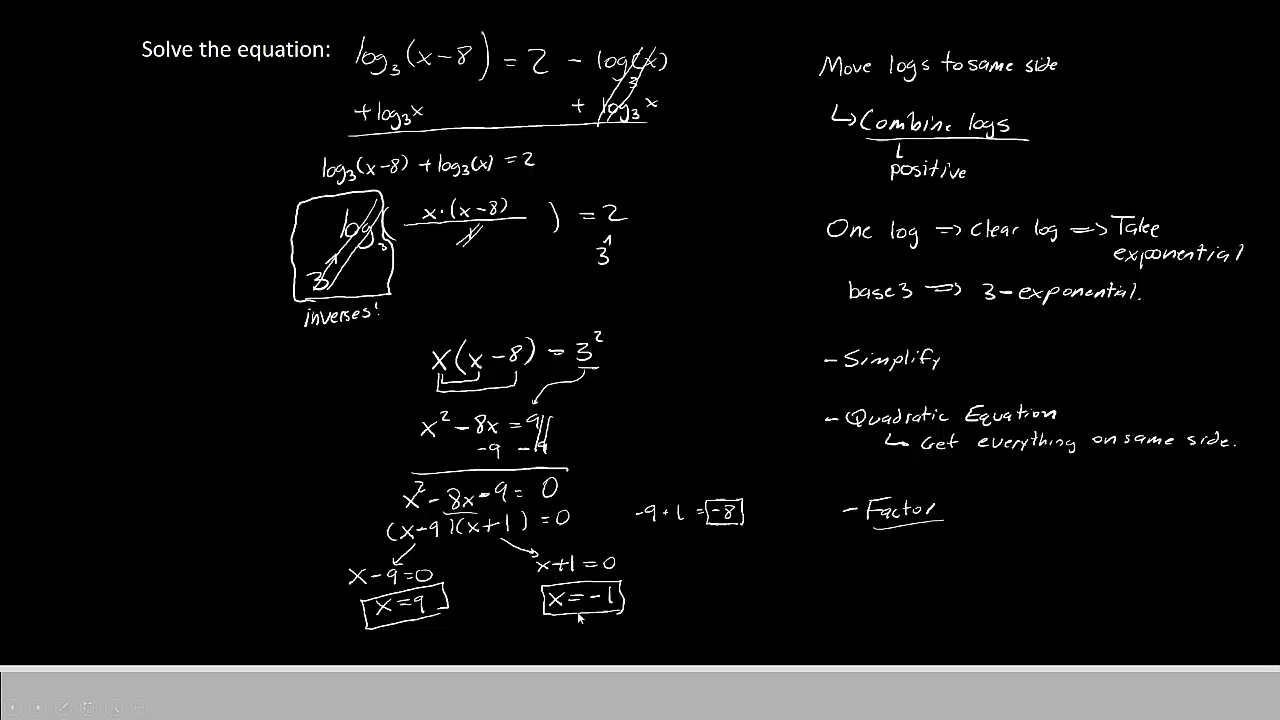 Solve the equation: log₃(x-8) = 2 - log₃(x)
+ log₃x + log₃x
log₃(x-8) + log₃(x) = 2
log₃( x·(x-8) / 1 ) = 2
3 3
inverses!
x(x-8) = 3²
x² - 8x = 9
-9 -9
x² - 8x - 9 = 0
(x-9)(x+1) = 0
-9+1 = -8
x-9=0 x+1=0
x=9 x=-1
Move logs to same side
↳ Combine logs
positive
One log ⇒ clear log ⇒ Take
exponential
base 3 ⇒ 3-exponential.
- Simplify
- Quadratic Equation
↳ Get everything on same side.
- Factor